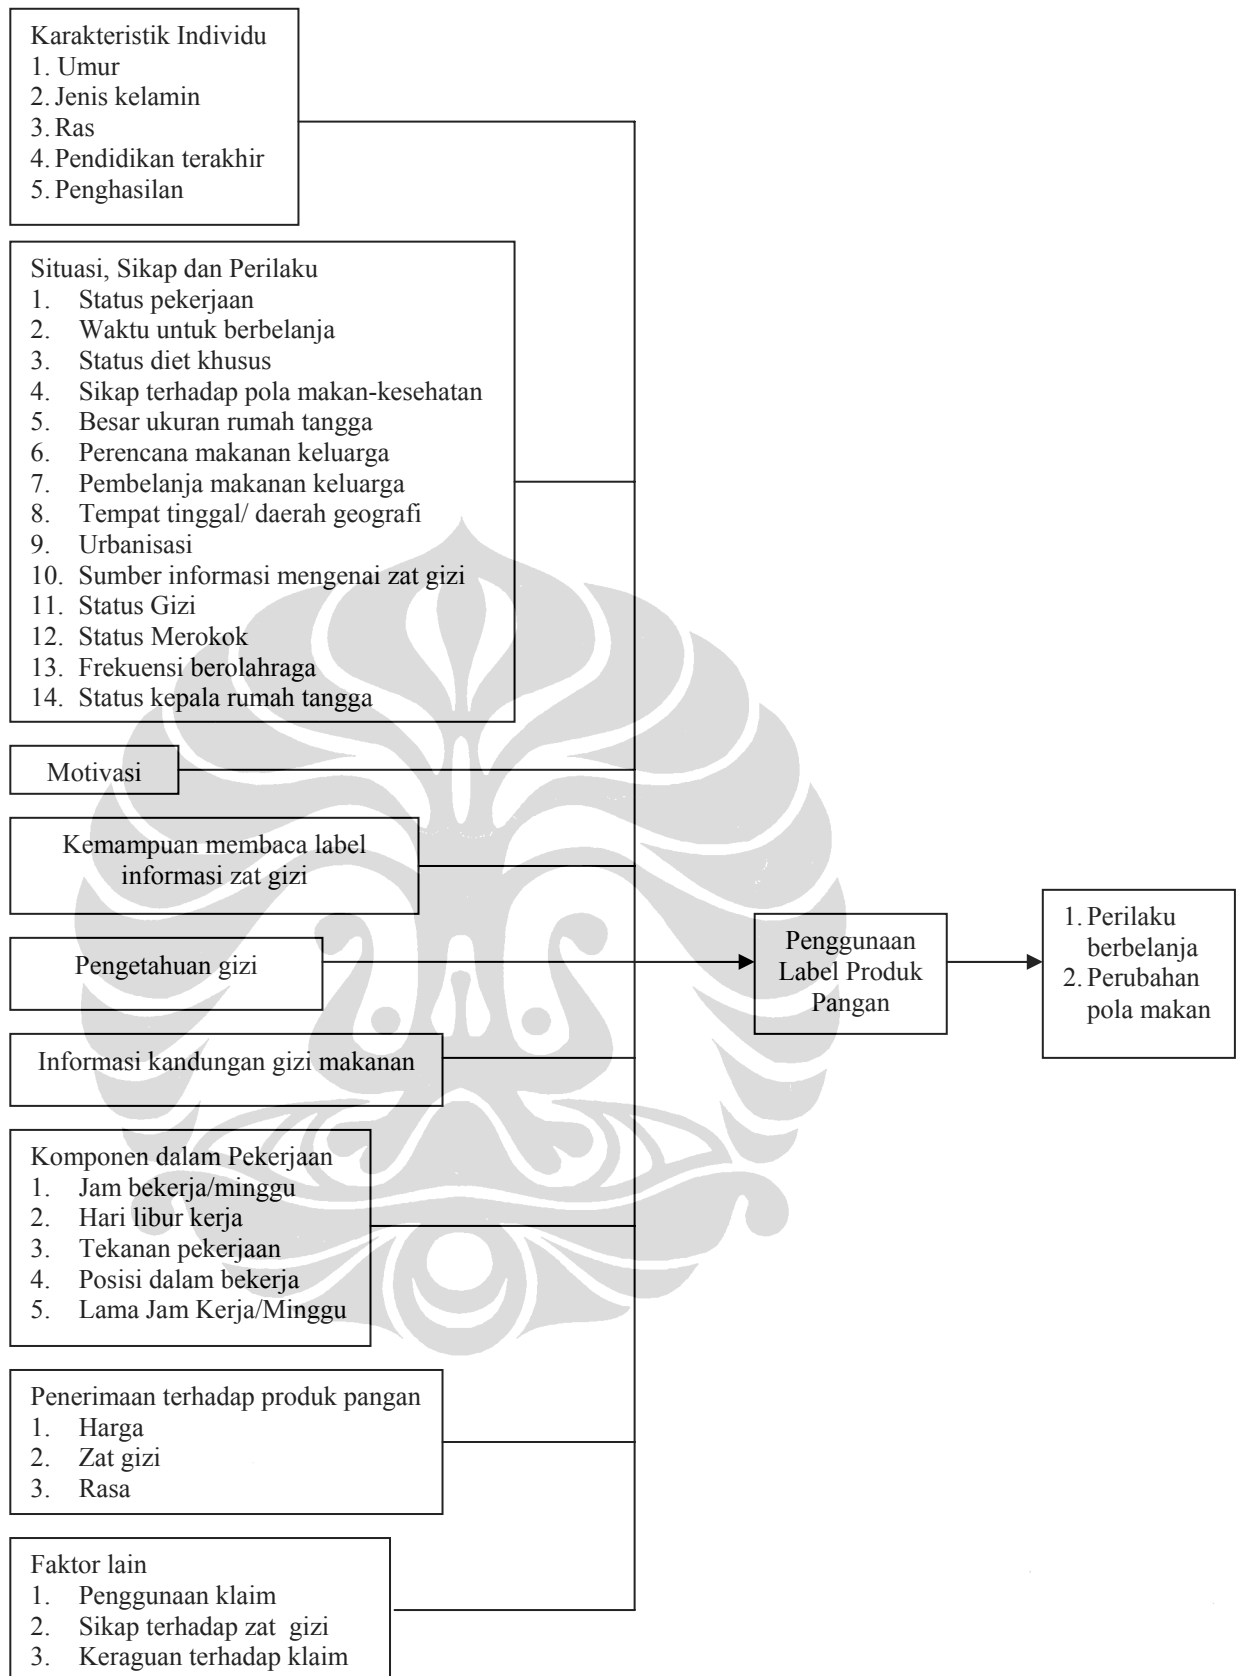 Karakteristik Individu
1. Umur
2. Jenis kelamin
3. Ras
4. Pendidikan terakhir
5. Penghasilan
Situasi, Sikap dan Perilaku
1. Status pekerjaan
2. Waktu untuk berbelanja
3. Status diet khusus
4. Sikap terhadap pola makan-kesehatan
5. Besar ukuran rumah tangga
6. Perencana makanan keluarga
7. Pembelanja makanan keluarga
8. Tempat tinggal/ daerah geografi
9. Urbanisasi
10. Sumber informasi mengenai zat gizi
11. Status Gizi
12. Status Merokok
13. Frekuensi berolahraga
14. Status kepala rumah tangga
Motivasi
Kemampuan membaca label
informasi zat gizi
Pengetahuan gizi
Informasi kandungan gizi makanan
Komponen dalam Pekerjaan
1. Jam bekerja/minggu
2. Hari libur kerja
3. Tekanan pekerjaan
4. Posisi dalam bekerja
5. Lama Jam Kerja/Minggu
Penerimaan terhadap produk pangan
1. Harga
2. Zat gizi
3. Rasa
Faktor lain
1. Penggunaan klaim
2. Sikap terhadap zat gizi
3. Keraguan terhadap klaim
Penggunaan
Label Produk
Pangan
1. Perilaku
berbelanja
2. Perubahan
pola makan